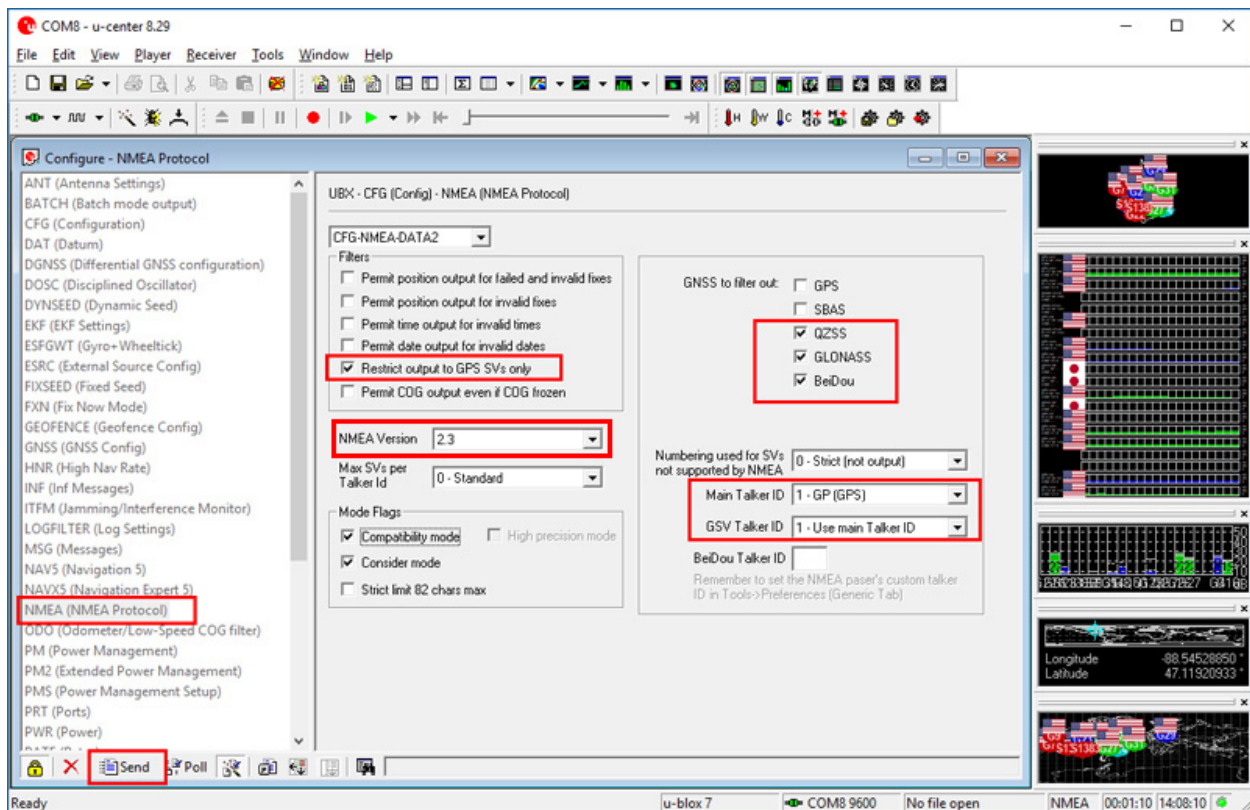 COM8 - u-center 8.29
File Edit View Player Receiver Tools Window Help
Configure - NMEA Protocol
ANT (Antenna Settings)
BATCH (Batch mode output)
CFG (Configuration)
DAT (Datum)
DGNSS (Differential GNSS configuration)
DOSC (Disciplined Oscillator)
DYNSEED (Dynamic Seed)
EKF (EKF Settings)
ESFGWT (Gyro+Wheeltick)
ESRC (External Source Config)
FIXSEED (Fixed Seed)
FXN (Fix Now Mode)
GEOFENCE (Geofence Config)
GNSS (GNSS Config)
HNR (High Nav Rate)
INF (Inf Messages)
ITFM (Jamming/Interference Monitor)
LOGFILTER (Log Settings)
MSG (Messages)
NAV5 (Navigation 5)
NAVX5 (Navigation Expert 5)
NMEA (NMEA Protocol)
ODO (Odometer/Low-Speed COG filter)
PM (Power Management)
PM2 (Extended Power Management)
PMS (Power Management Setup)
PRT (Ports)
PWR (Power)
UBX - CFG (Config) - NMEA (NMEA Protocol)
CFG-NMEA-DATA2
Filters
Permit position output for failed and invalid fixes
Permit position output for invalid fixes
Permit time output for invalid times
Permit date output for invalid dates
Restrict output to GPS SVs only
Permit COG output even if COG frozen
NMEA Version 2.3
Max SVs per
Talker Id 0 - Standard
Mode Flags
Compatibility mode High precision mode
Consider mode
Strict limit 82 chars max
GNSS to filter out: GPS
SBAS
QZSS
GLONASS
BeiDou
Numbering used for SVs
not supported by NMEA 0 - Strict (not output)
Main Talker ID 1 - GP (GPS)
GSV Talker ID 1 - Use main Talker ID
BeiDou Talker ID
Remember to set the NMEA paser's custom talker
ID in Tools->Preferences (Generic Tab)
Send Poll
Longitude -88.54528850 °
Latitude 47.11920933 °
Ready u-blox 7 COM8 9600 No file open NMEA 00:01:10 14:08:10